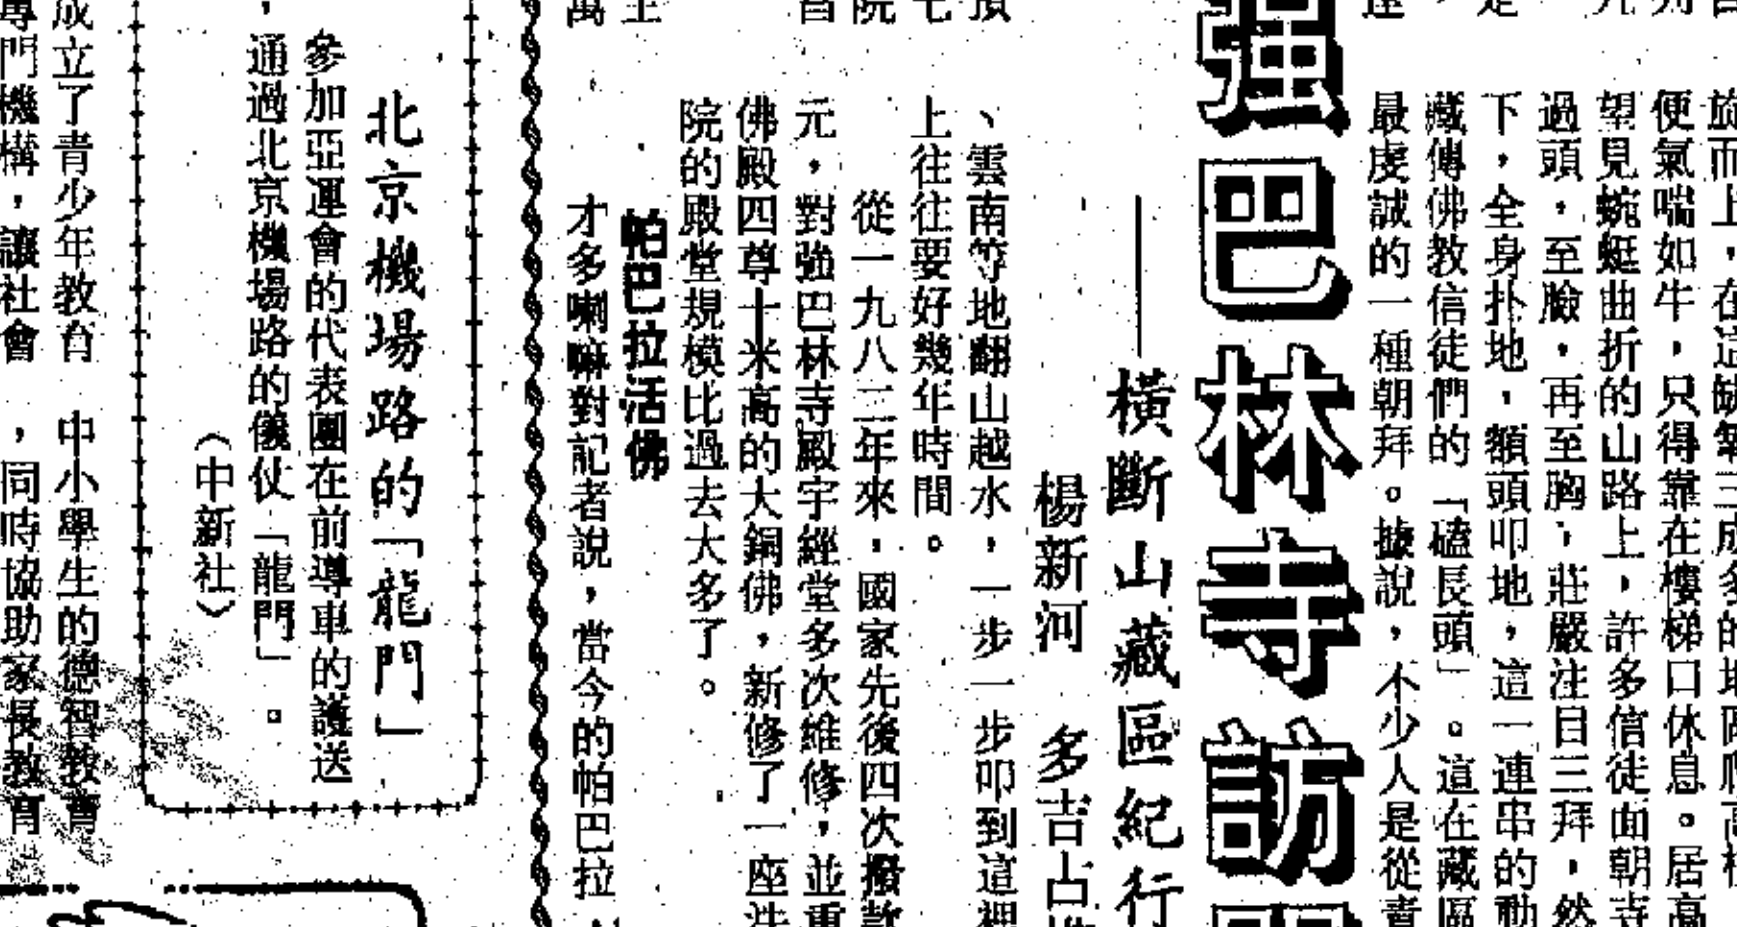 旋而上，在這
便氣喘如牛，只得靠在樓梯口休息。居高
望見蜿蜒曲折的山路上，許多信徒面朝寺
過頭，至臉，再至胸，莊嚴注目三拜，然
下，全身扑地，額頭叩地，這一連串的動
藏傳佛教信徒們的「磕長頭」。這在藏區
最虔誠的一種朝拜。據說，不少人是從青
強巴林寺訪
——橫斷山藏區紀行
楊新河　多吉占堆
、雲南等地翻山越水，一步一步叩到這裡
上往往要好幾年時間。
從一九八三年來，國家先後四次撥款
元，對強巴林寺殿宇經堂多次維修，並重
佛殿四尊十米高的大銅佛，新修了一座
院的殿堂規模比過去大多了。
帕巴拉活佛
才多喇嘛對記者說，當今的帕巴拉
北京機場路的「龍門」
參加亞運會的代表團在前導車的護送
，通過北京機場路的儀仗「龍門」。
（中新社）
成立了青少年教育
中小學生的德智教育
專門機構，讓社會
，同時協助家長教育